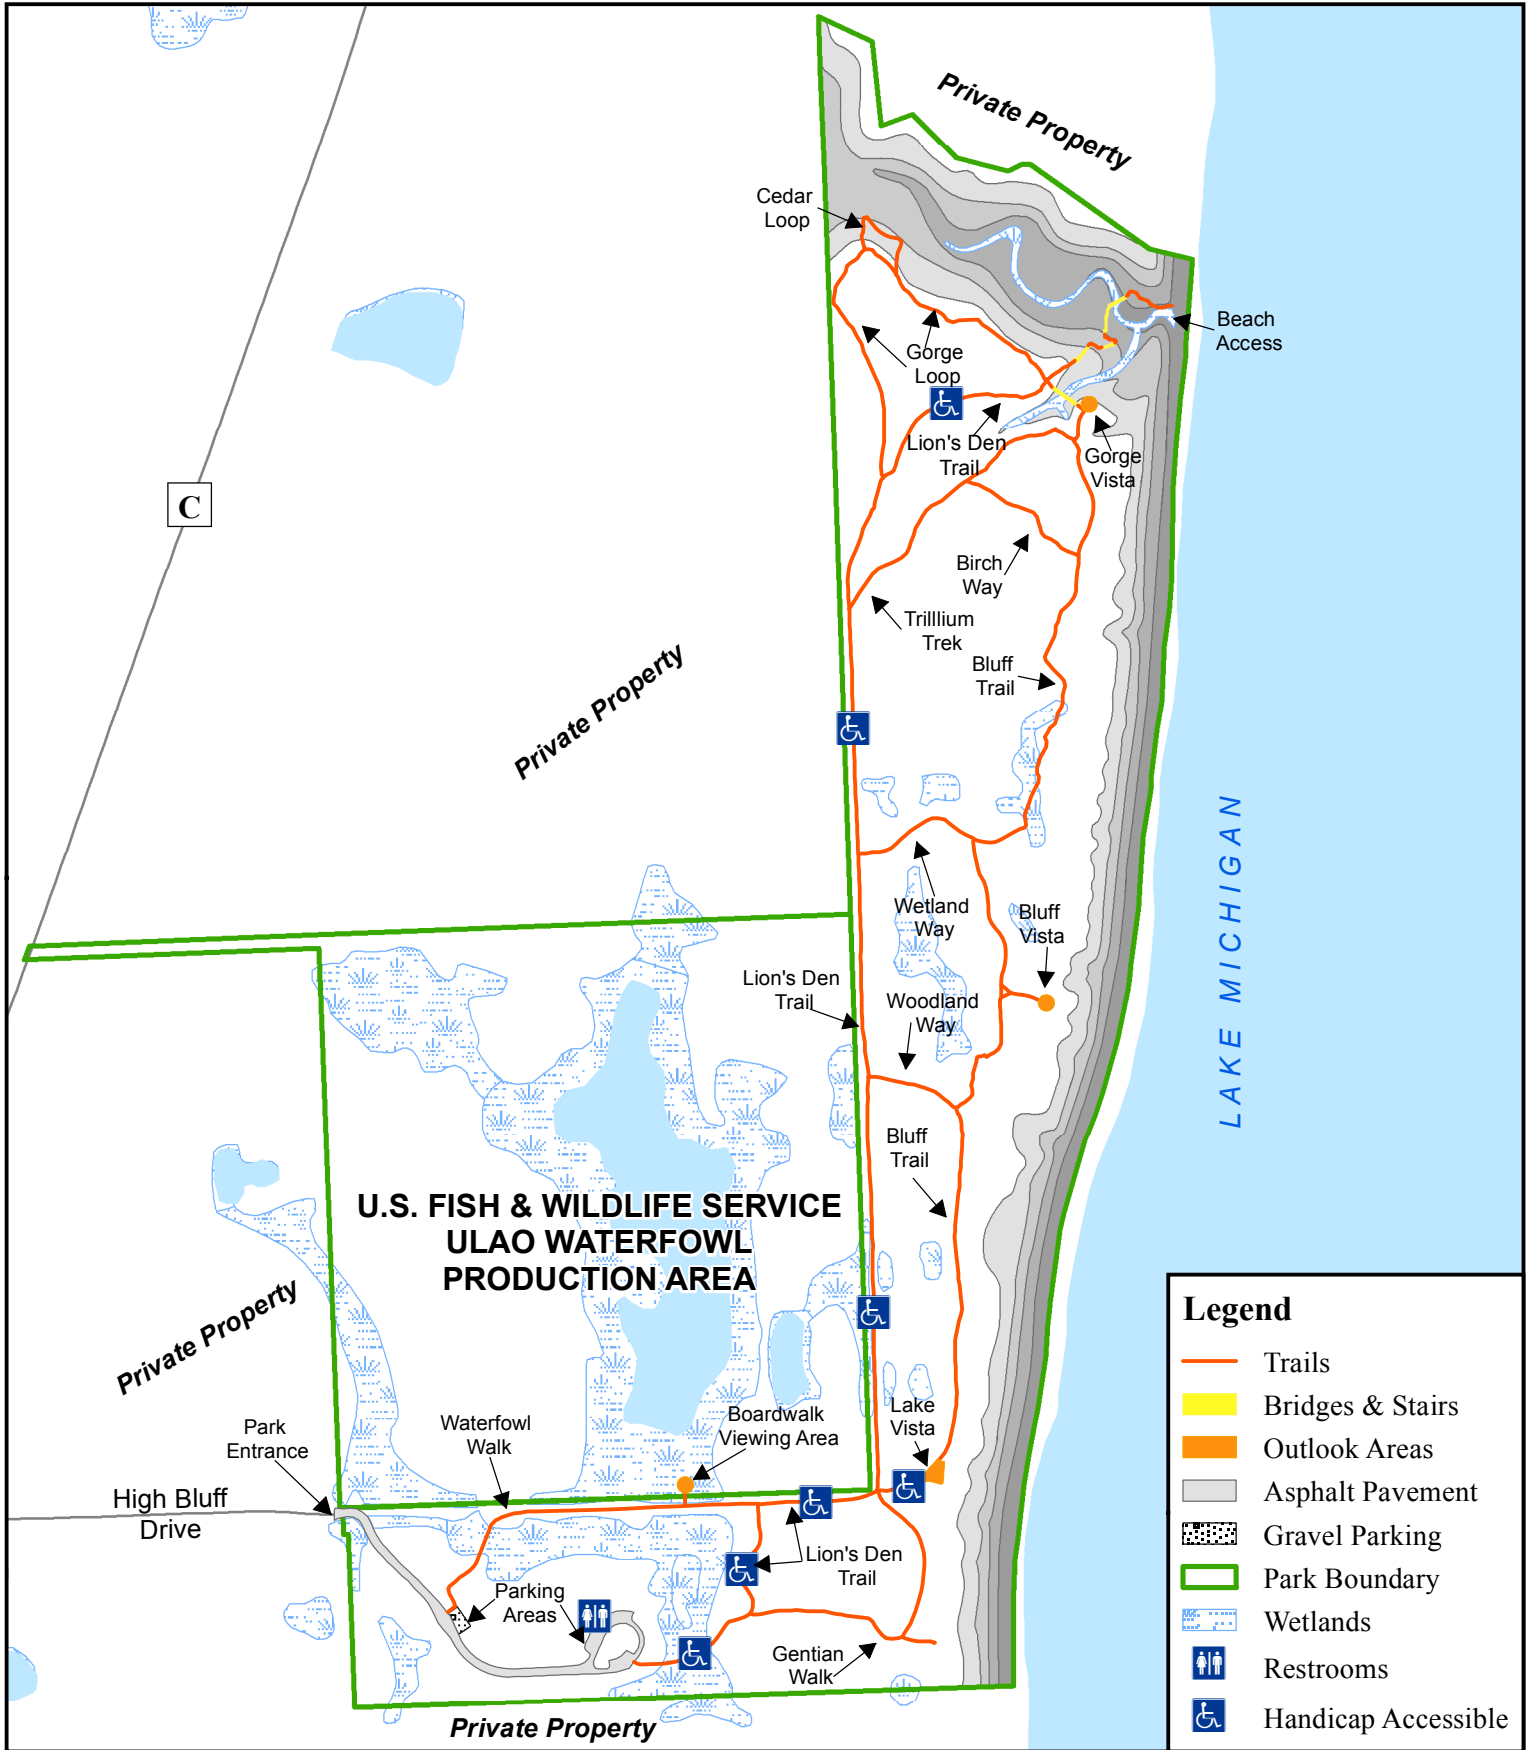 Private Property
Cedar
Loop
Beach
Access
Gorge
Loop
Lion's Den
Trail
Gorge
Vista
C
Birch
Way
Trilllium
Trek
Bluff
Trail
Private Property
LAKE MICHIGAN
Wetland
Way
Bluff
Vista
Lion's Den
Trail
Woodland
Way
Bluff
Trail
U.S. FISH & WILDLIFE SERVICE
ULAO WATERFOWL
PRODUCTION AREA
Private Property
Park
Entrance
Waterfowl
Walk
Boardwalk
Viewing Area
Lake
Vista
High Bluff
Drive
Lion's Den
Trail
Parking
Areas
Gentian
Walk
Private Property
Legend
Trails
Bridges & Stairs
Outlook Areas
Asphalt Pavement
Gravel Parking
Park Boundary
Wetlands
Restrooms
Handicap Accessible